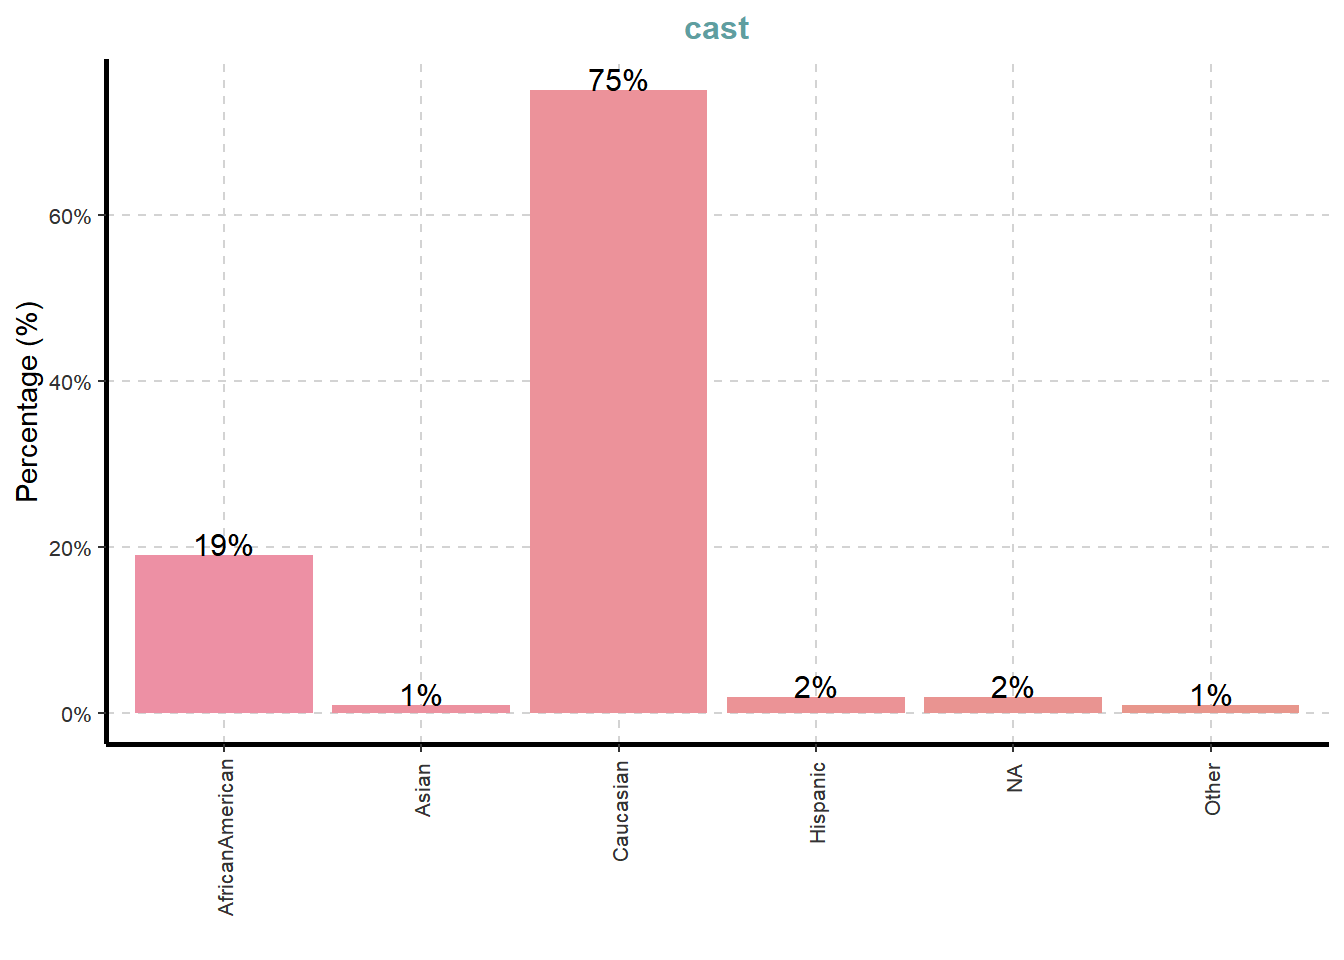 cast
Percentage (%)
60%
40%
20%
0%
19%
1%
75%
2%
2%
1%
AfricanAmerican
Asian
Caucasian
Hispanic
NA
Other